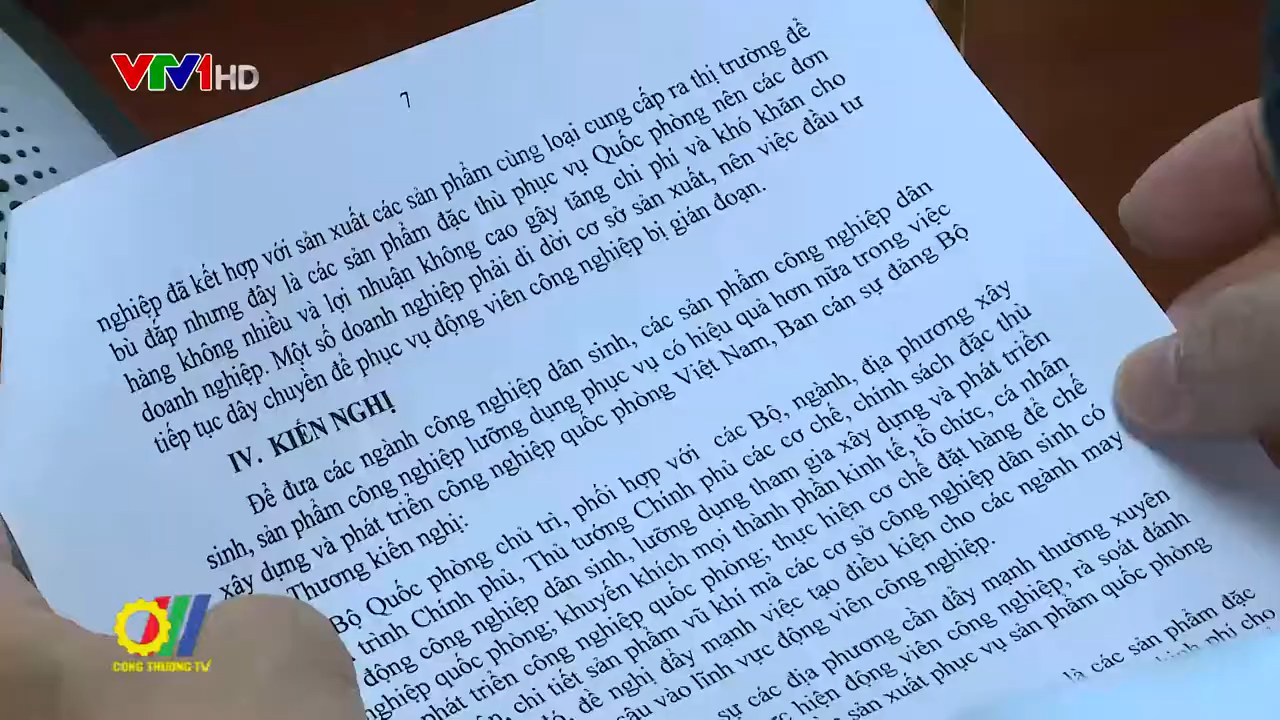 VTV1 HD
7
nghiệp đã kết hợp với sản xuất các sản phẩm cùng loại cung cấp ra thị trường để
bù đắp nhưng đây là các sản phẩm đặc thù phục vụ Quốc phòng nên các đơn
hàng không nhiều và lợi nhuận không cao gây tăng chi phí và khó khăn cho
doanh nghiệp. Một số doanh nghiệp phải di dời cơ sở sản xuất, nên việc đầu tư
tiếp tục dây chuyền để phục vụ động viên công nghiệp bị gián đoạn.
IV. KIẾN NGHỊ
Để đưa các ngành công nghiệp dân sinh, các sản phẩm công nghiệp dân
sinh, sản phẩm công nghiệp lưỡng dụng phục vụ có hiệu quả hơn nữa trong việc
xây dựng và phát triển công nghiệp quốc phòng Việt Nam, Ban cán sự đảng Bộ
Thương kiến nghị:
Bộ Quốc phòng chủ trì, phối hợp với các Bộ, ngành, địa phương xây
trình Chính phủ, Thủ tướng Chính phủ các cơ chế, chính sách đặc thù
động công nghiệp dân sinh, lưỡng dụng tham gia xây dựng và phát triển
nghiệp quốc phòng; khuyến khích mọi thành phần kinh tế, tổ chức, cá nhân
phát triển công nghiệp quốc phòng; thực hiện cơ chế đặt hàng để chế
chi tiết sản phẩm vũ khí mà các cơ sở công nghiệp dân sinh có
đó, đề nghị đẩy mạnh việc tạo điều kiện cho các ngành may
vào lĩnh vực động viên công nghiệp.
sự các địa phương cần đẩy mạnh thường xuyên
hiện động viên công nghiệp, rà soát đánh
sản xuất phục vụ sản phẩm quốc phòng
là các sản phẩm đặc
phí cho
CÔNG THƯƠNG TV